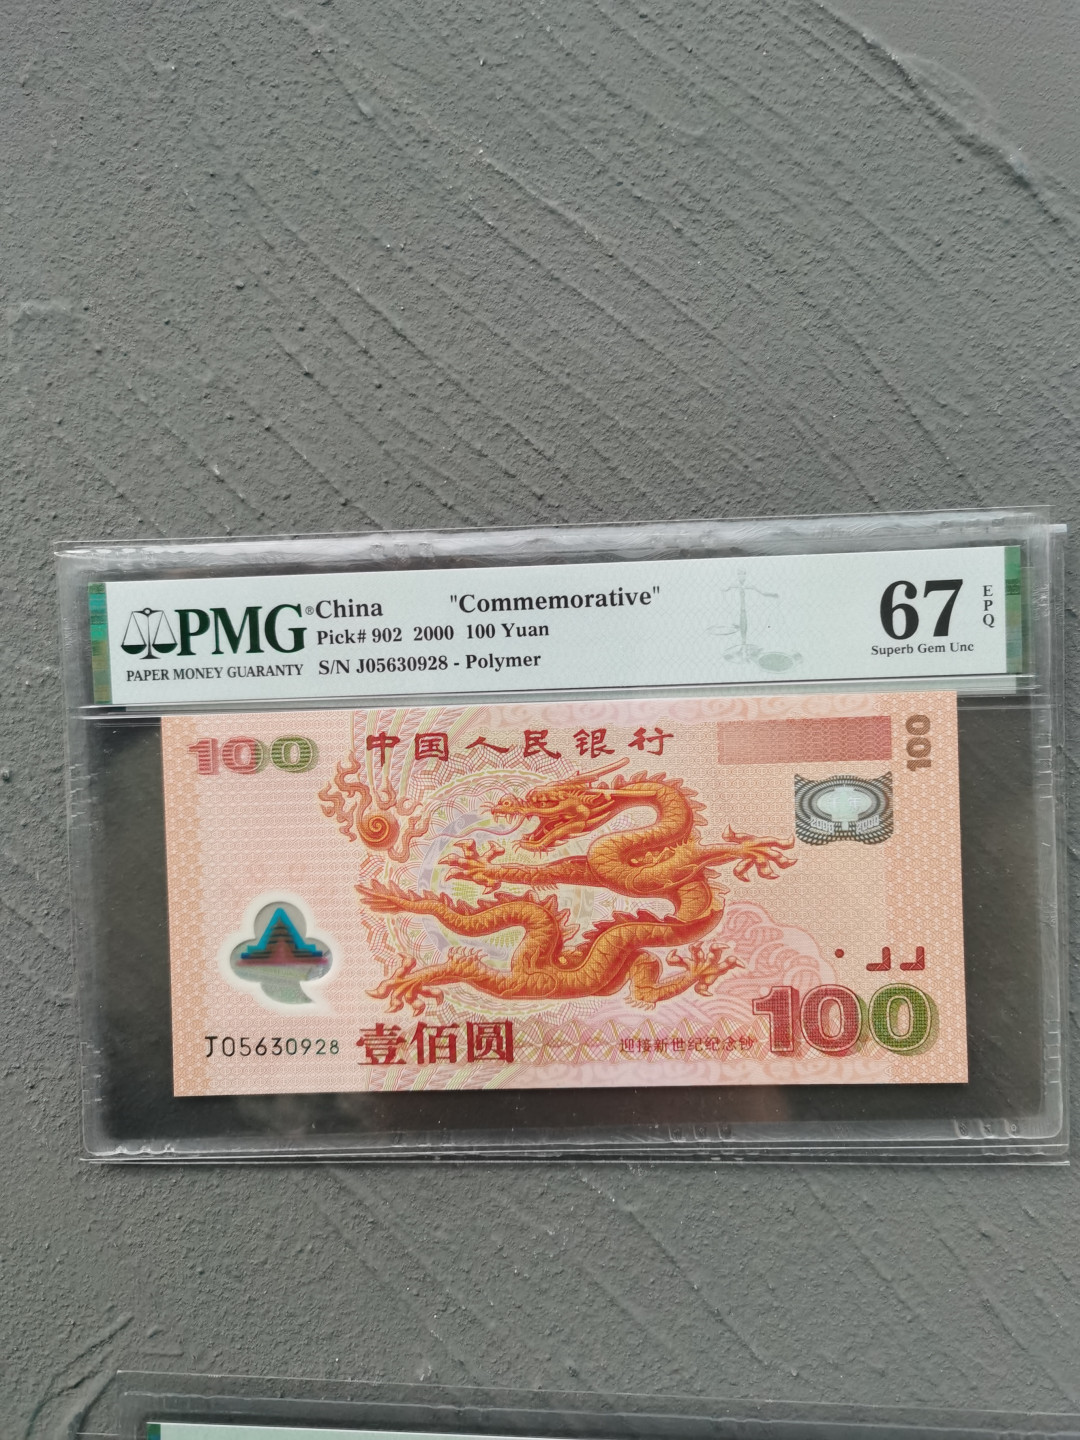 PMG®
PAPER MONEY GUARANTY
China "Commemorative"
Pick# 902 2000 100 Yuan
S/N J05630928 - Polymer
67
EPQ
Superb Gem Unc
100
中国人民银行
100
2000 2000
J05630928
壹佰圆
迎接新世纪纪念钞
100